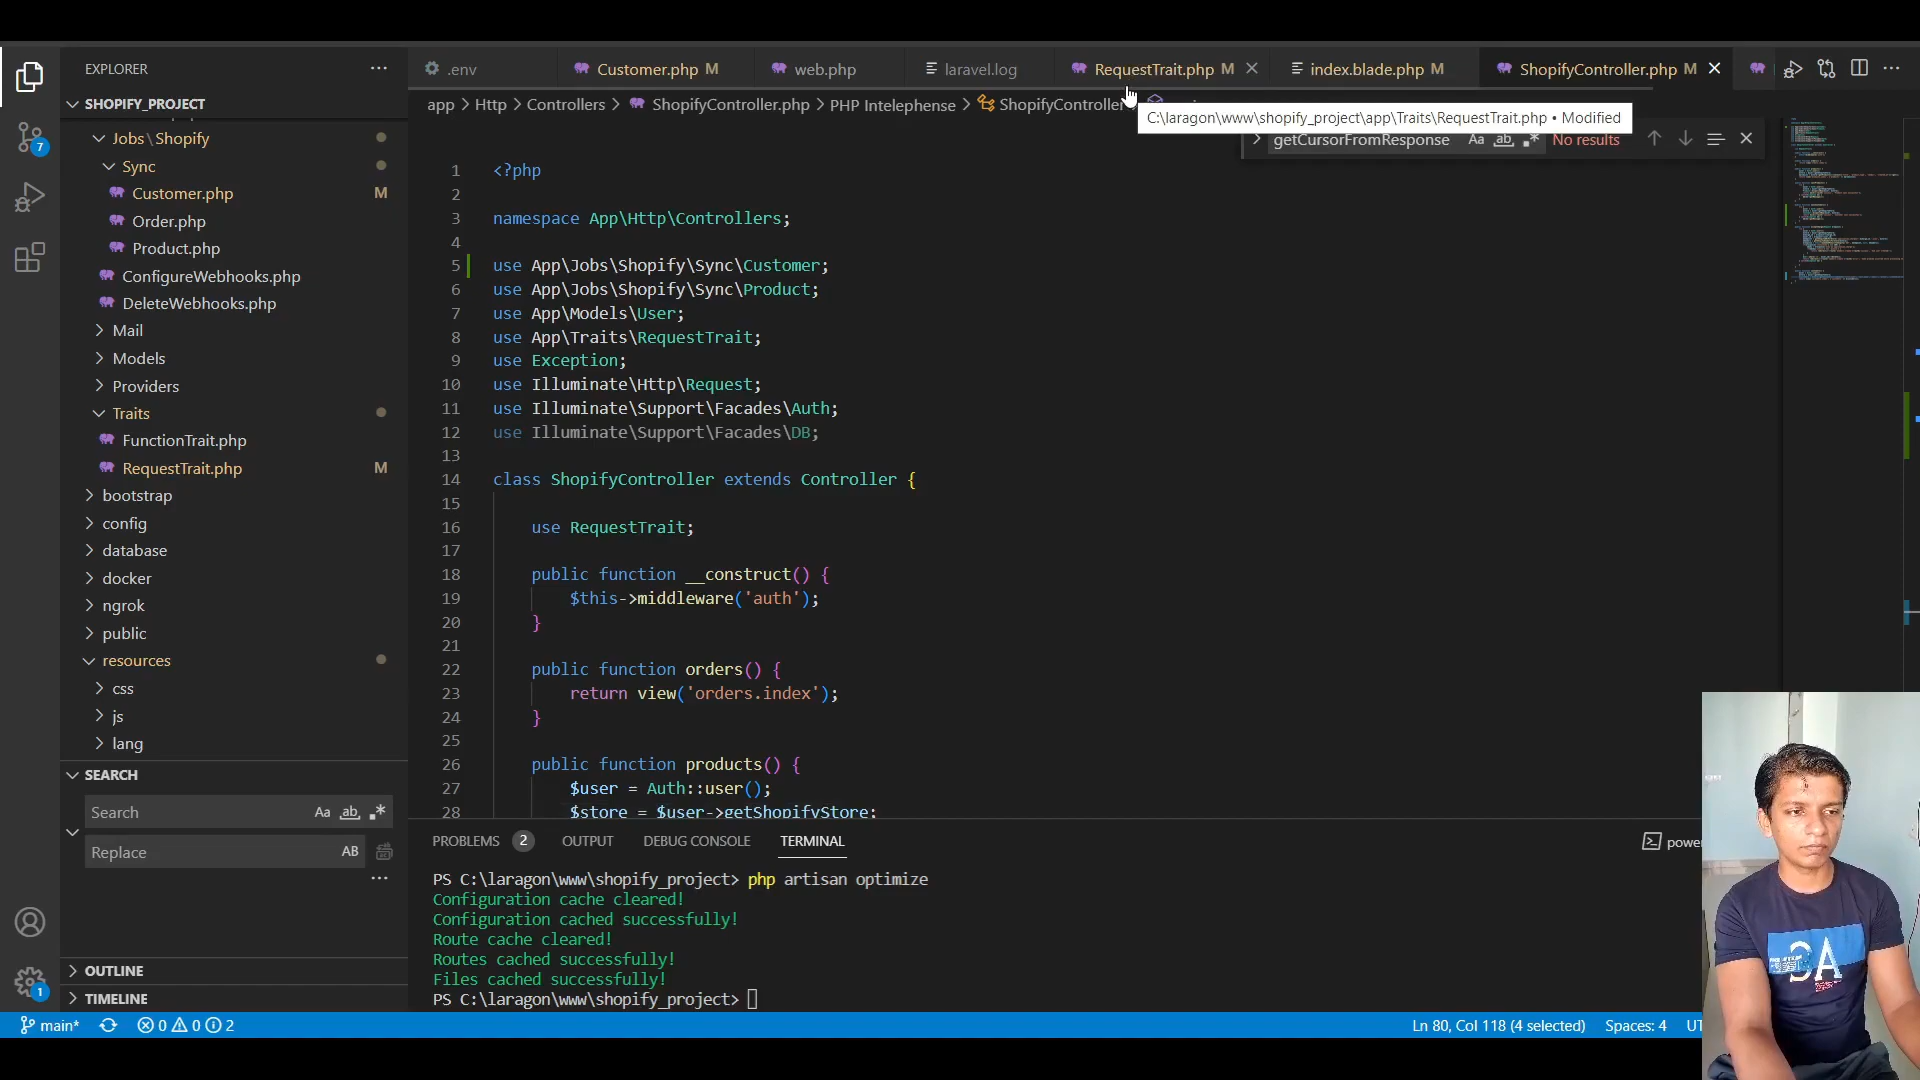 EXPLORER
SHOPIFY_PROJECT
Jobs\Shopify
Sync
Customer.php M
Order.php
Product.php
ConfigureWebhooks.php
DeleteWebhooks.php
Mail
Models
Providers
Traits
FunctionTrait.php
RequestTrait.php M
bootstrap
config
database
docker
ngrok
public
resources
css
js
lang
SEARCH
Search Aa ab
Replace AB
OUTLINE
TIMELINE
7
1
.env
Customer.php M
web.php
laravel.log
RequestTrait.php M
index.blade.php M
ShopifyController.php M
app > Http > Controllers > ShopifyController.php > PHP Intelephense > ShopifyController
C:\laragon\www\shopify_project\app\Traits\RequestTrait.php • Modified
getCursorFromResponse Aa ab No results
1 <?php
2
3 namespace App\Http\Controllers;
4
5 use App\Jobs\Shopify\Sync\Customer;
6 use App\Jobs\Shopify\Sync\Product;
7 use App\Models\User;
8 use App\Traits\RequestTrait;
9 use Exception;
10 use Illuminate\Http\Request;
11 use Illuminate\Support\Facades\Auth;
12 use Illuminate\Support\Facades\DB;
13
14 class ShopifyController extends Controller {
15
16 use RequestTrait;
17
18 public function __construct() {
19 $this->middleware('auth');
20 }
21
22 public function orders() {
23 return view('orders.index');
24 }
25
26 public function products() {
27 $user = Auth::user();
28 $store = $user->getShopifyStore;
PROBLEMS 2 OUTPUT DEBUG CONSOLE TERMINAL
PS C:\laragon\www\shopify_project> php artisan optimize
Configuration cache cleared!
Configuration cached successfully!
Route cache cleared!
Routes cached successfully!
Files cached successfully!
PS C:\laragon\www\shopify_project>
main* 0 0 2
Ln 80, Col 118 (4 selected) Spaces: 4